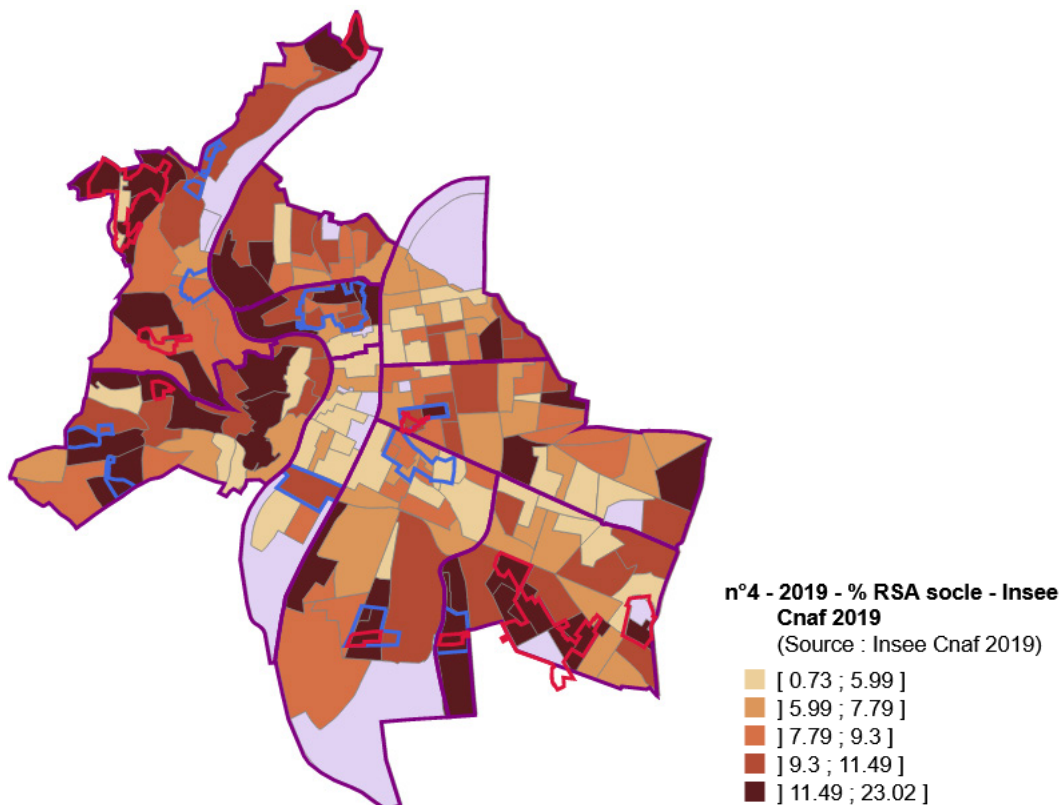 n°4 - 2019 - % RSA socle - Insee
Cnaf 2019
(Source : Insee Cnaf 2019)
[ 0.73 ; 5.99 ]
] 5.99 ; 7.79 ]
] 7.79 ; 9.3 ]
] 9.3 ; 11.49 ]
] 11.49 ; 23.02 ]